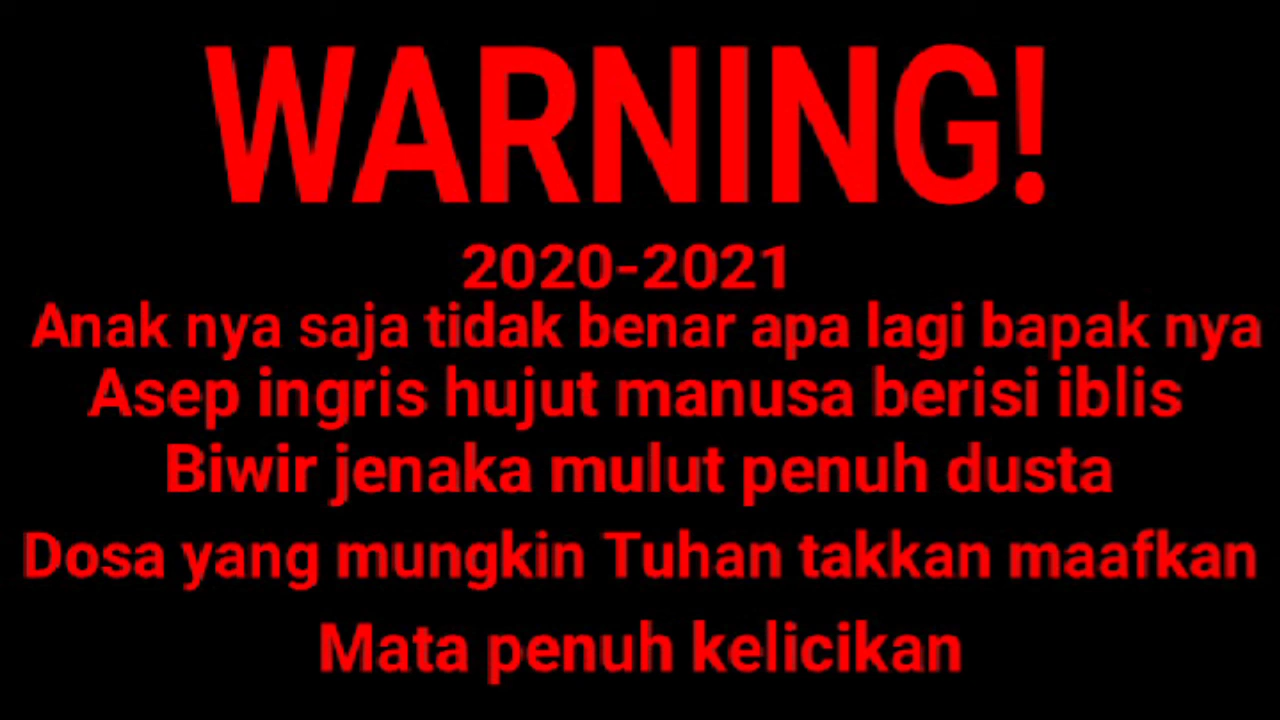 WARNING!
2020-2021
Anak nya saja tidak benar apa lagi bapak nya
Asep ingris hujut manusa berisi iblis
Biwir jenaka mulut penuh dusta
Dosa yang mungkin Tuhan takkan maafkan
Mata penuh kelicikan